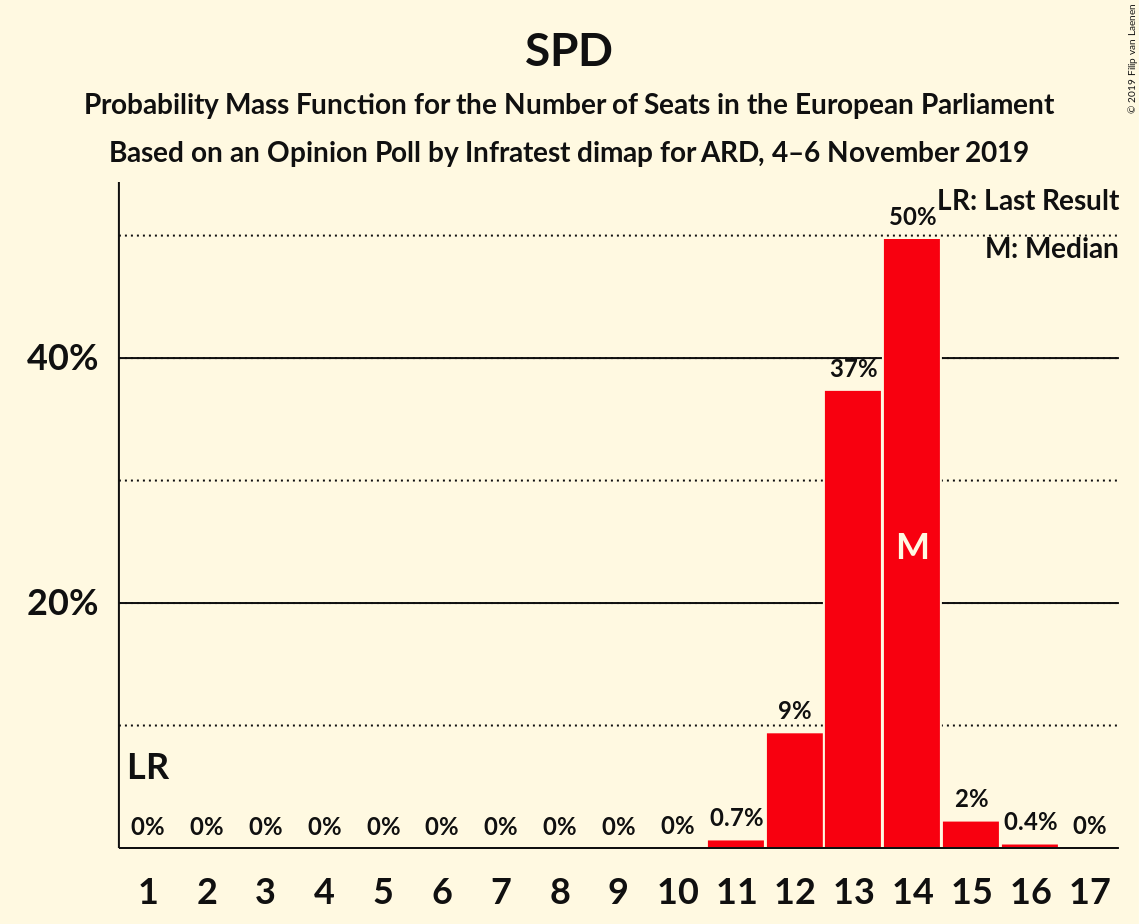 SPD
Probability Mass Function for the Number of Seats in the European Parliament
Based on an Opinion Poll by Infratest dimap for ARD, 4–6 November 2019
© 2019 Filip van Laenen
LR: Last Result
M: Median
50%
40%
37%
M
20%
9%
LR
0% 0% 0% 0% 0% 0% 0% 0% 0% 0% 0.7% 2% 0.4% 0%
1 2 3 4 5 6 7 8 9 10 11 12 13 14 15 16 17